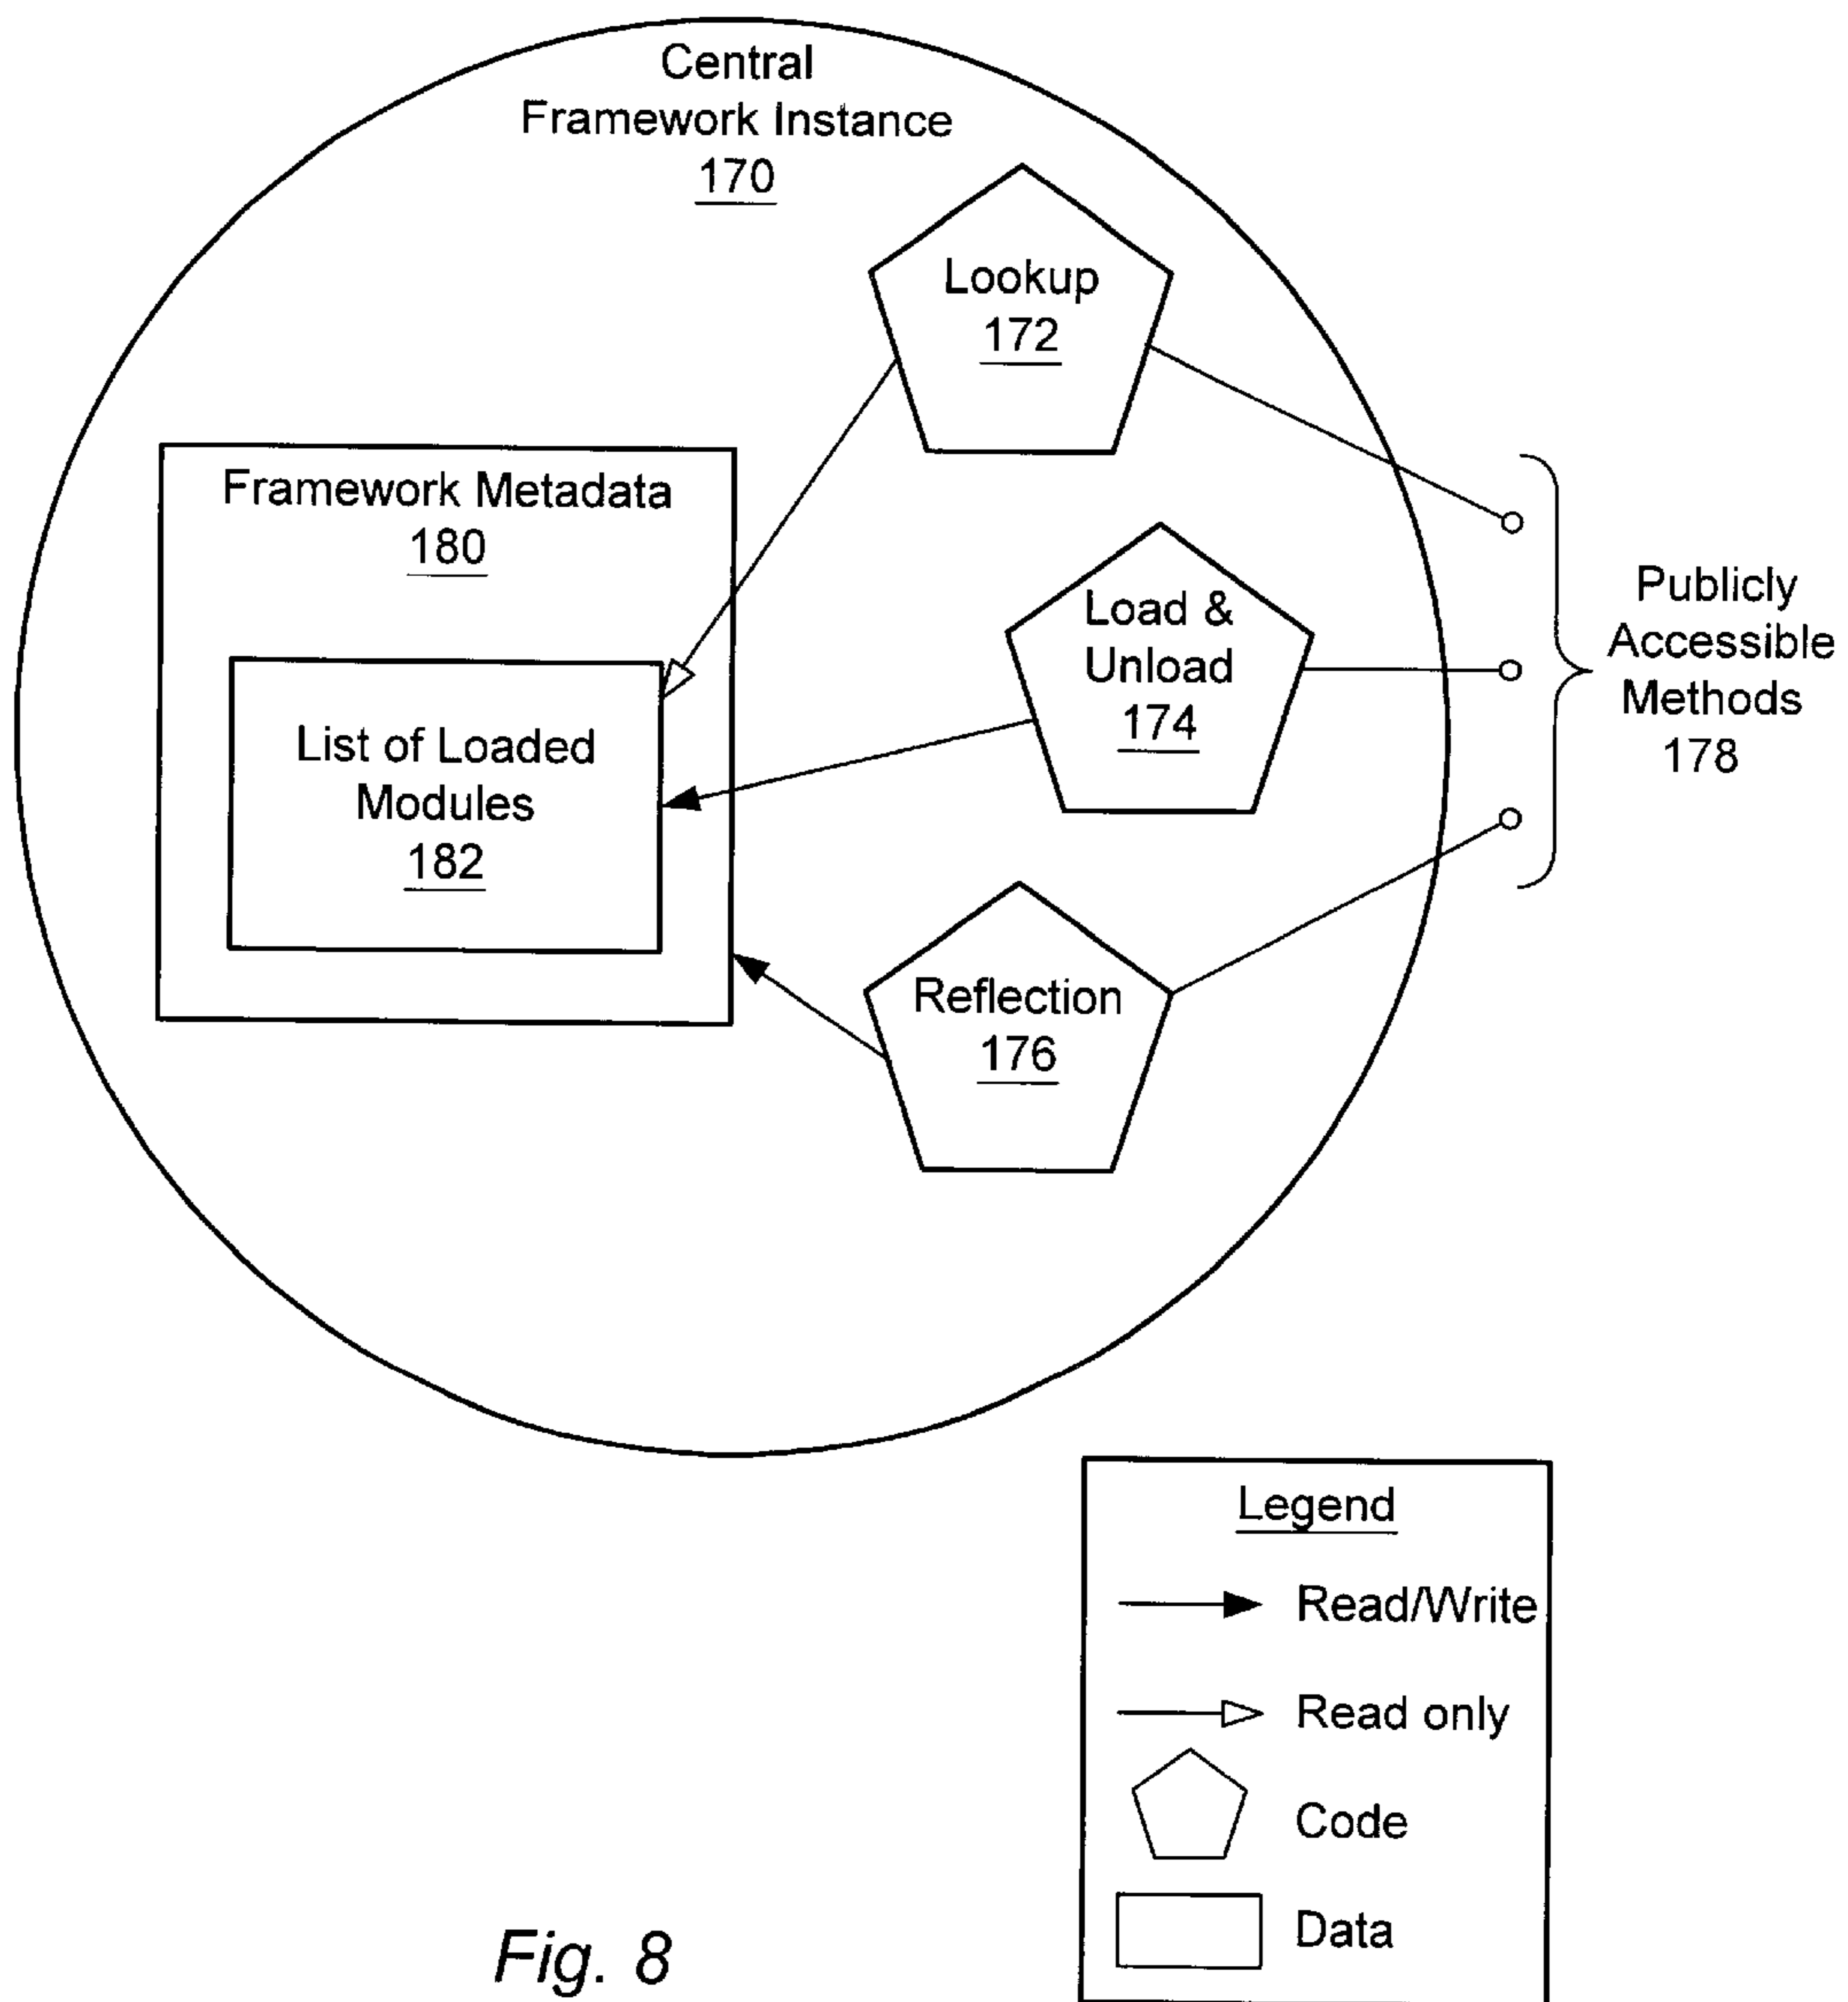 Central
Framework Instance
170
Lookup
172
Framework Metadata
180
Load &
Unload
174
List of Loaded
Modules
182
Publicly
Accessible
Methods
178
Reflection
176
Legend
Read/Write
Read only
Code
Data
Fig. 8